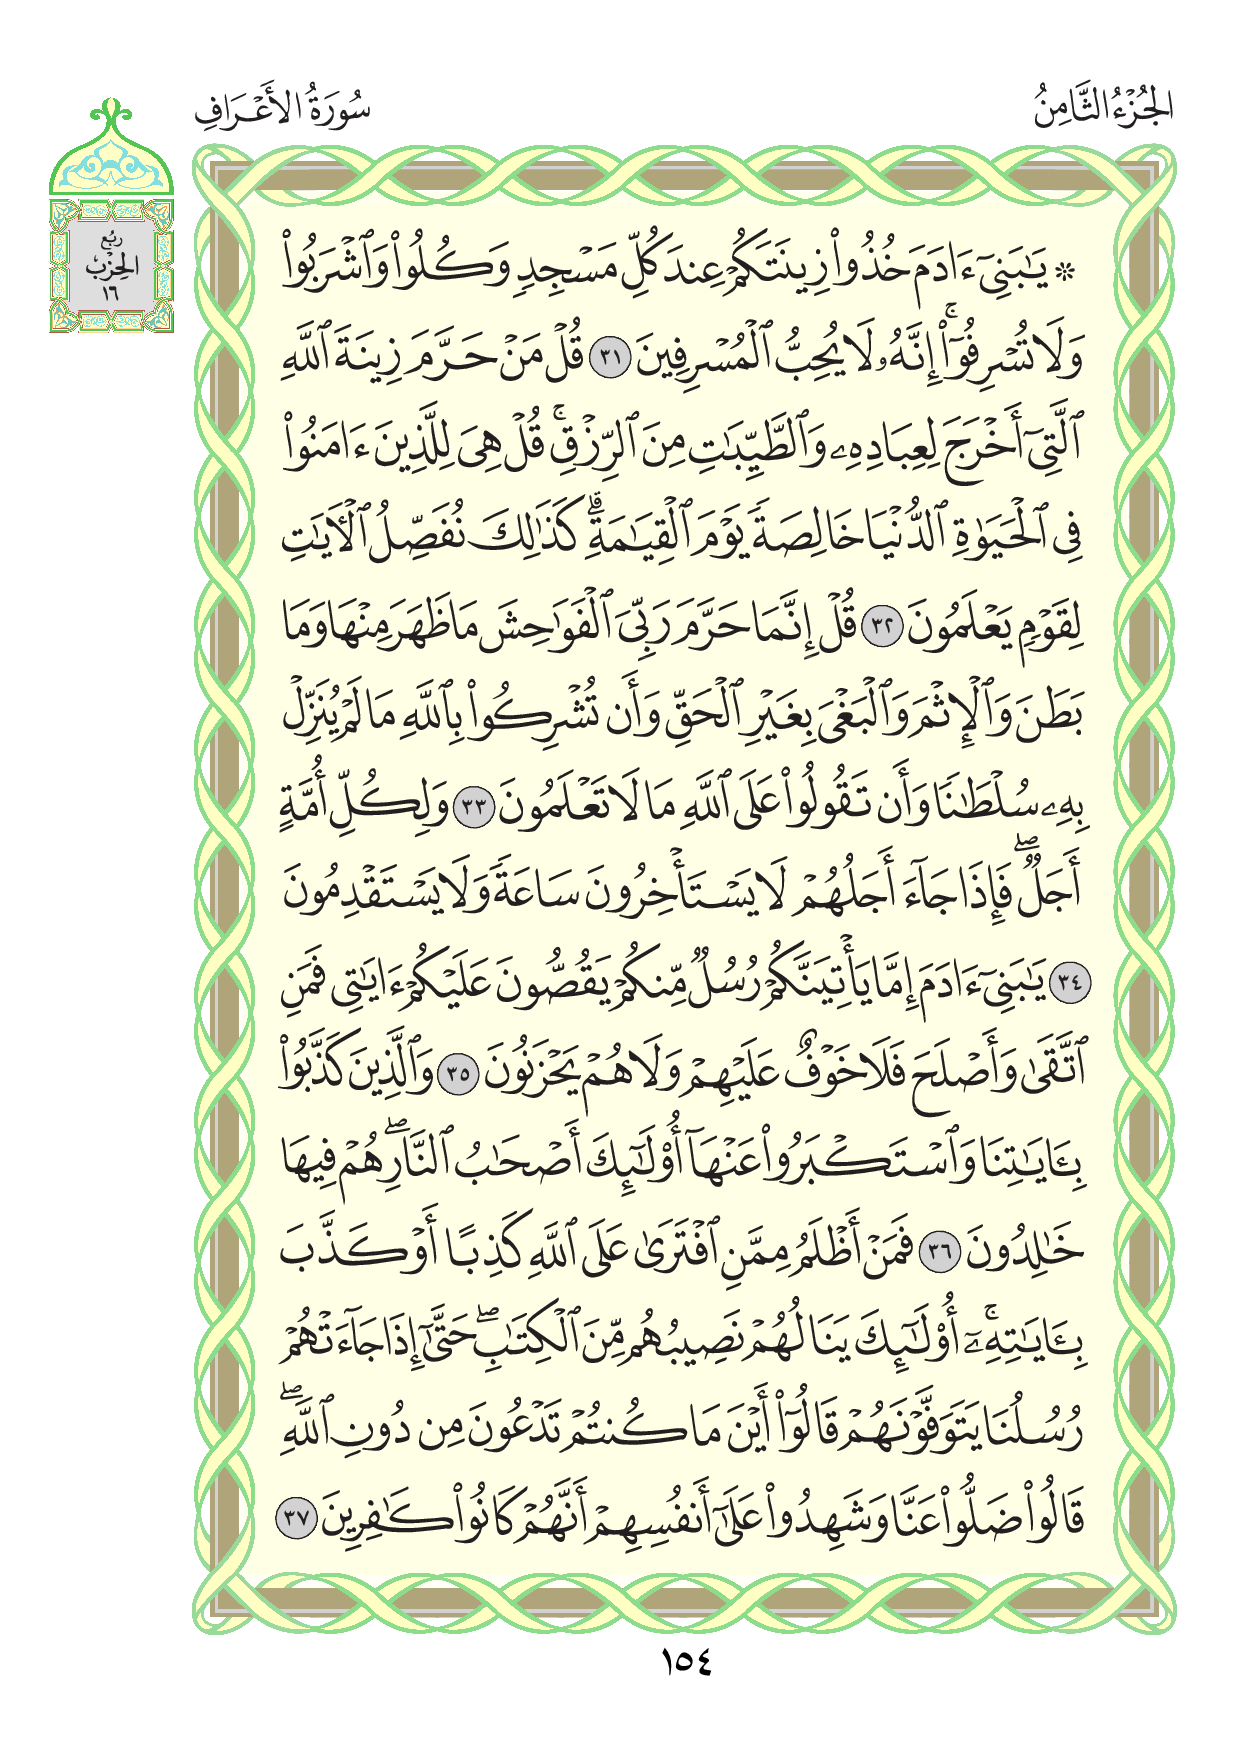 الجُزْءُ الثَّامِنُ
سُورَةُ الأَعْرَافِ
رُبْع
الحِزْبِ
١٦
۞ يَٰبَنِيٓ ءَادَمَ خُذُواْ زِينَتَكُمۡ عِندَ كُلِّ مَسۡجِدٖ وَكُلُواْ وَٱشۡرَبُواْ
وَلَا تُسۡرِفُوٓاْۚ إِنَّهُۥ لَا يُحِبُّ ٱلۡمُسۡرِفِينَ ٣١ قُلۡ مَنۡ حَرَّمَ زِينَةَ ٱللَّهِ
ٱلَّتِيٓ أَخۡرَجَ لِعِبَادِهِۦ وَٱلطَّيِّبَٰتِ مِنَ ٱلرِّزۡقِۚ قُلۡ هِيَ لِلَّذِينَ ءَامَنُواْ
فِي ٱلۡحَيَوٰةِ ٱلدُّنۡيَا خَالِصَةٗ يَوۡمَ ٱلۡقِيَٰمَةِۗ كَذَٰلِكَ نُفَصِّلُ ٱلۡأٓيَٰتِ
لِقَوۡمٖ يَعۡلَمُونَ ٣٢ قُلۡ إِنَّمَا حَرَّمَ رَبِّيَ ٱلۡفَوَٰحِشَ مَا ظَهَرَ مِنۡهَا وَمَا
بَطَنَ وَٱلۡإِثۡمَ وَٱلۡبَغۡيَ بِغَيۡرِ ٱلۡحَقِّ وَأَن تُشۡرِكُواْ بِٱللَّهِ مَا لَمۡ يُنَزِّلۡ
بِهِۦ سُلۡطَٰنٗا وَأَن تَقُولُواْ عَلَى ٱللَّهِ مَا لَا تَعۡلَمُونَ ٣٣ وَلِكُلِّ أُمَّةٍ
أَجَلٞۖ فَإِذَا جَآءَ أَجَلُهُمۡ لَا يَسۡتَأۡخِرُونَ سَاعَةٗ وَلَا يَسۡتَقۡدِمُونَ
٣٤ يَٰبَنِيٓ ءَادَمَ إِمَّا يَأۡتِيَنَّكُمۡ رُسُلٞ مِّنكُمۡ يَقُصُّونَ عَلَيۡكُمۡ ءَايَٰتِي فَمَنِ
ٱتَّقَىٰ وَأَصۡلَحَ فَلَا خَوۡفٌ عَلَيۡهِمۡ وَلَا هُمۡ يَحۡزَنُونَ ٣٥ وَٱلَّذِينَ كَذَّبُواْ
بِـَٔايَٰتِنَا وَٱسۡتَكۡبَرُواْ عَنۡهَآ أُوْلَٰٓئِكَ أَصۡحَٰبُ ٱلنَّارِۖ هُمۡ فِيهَا
خَٰلِدُونَ ٣٦ فَمَنۡ أَظۡلَمُ مِمَّنِ ٱفۡتَرَىٰ عَلَى ٱللَّهِ كَذِبًا أَوۡ كَذَّبَ
بِـَٔايَٰتِهِۦٓۚ أُوْلَٰٓئِكَ يَنَالُهُمۡ نَصِيبُهُم مِّنَ ٱلۡكِتَٰبِۖ حَتَّىٰٓ إِذَا جَآءَتۡهُمۡ
رُسُلُنَا يَتَوَفَّوۡنَهُمۡ قَالُوٓاْ أَيۡنَ مَا كُنتُمۡ تَدۡعُونَ مِن دُونِ ٱللَّهِۖ
قَالُواْ ضَلُّواْ عَنَّا وَشَهِدُواْ عَلَىٰٓ أَنفُسِهِمۡ أَنَّهُمۡ كَانُواْ كَٰفِرِينَ ٣٧
١٥٤